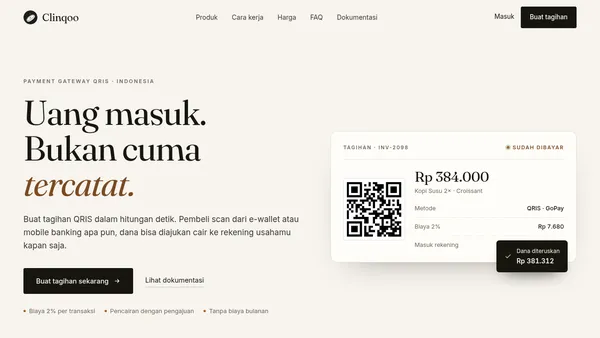 Clinqoo
Produk Cara kerja Harga FAQ Dokumentasi
Masuk Buat tagihan
PAYMENT GATEWAY QRIS · INDONESIA
Uang masuk.
Bukan cuma
tercatat.
Buat tagihan QRIS dalam hitungan detik. Pembeli scan dari e-wallet atau
mobile banking apa pun, dana bisa diajukan cair ke rekening usahamu
kapan saja.
Buat tagihan sekarang →
Lihat dokumentasi
Biaya 2% per transaksi
Pencairan dengan pengajuan
Tanpa biaya bulanan
TAGIHAN · INV-2099
SUDAH DIBAYAR
Rp 384.000
Kopi Susu 2× · Croissant
Metode QRIS · GoPay
Biaya 2% Rp 7.680
Masuk rekening
Dana diteruskan
Rp 381.312